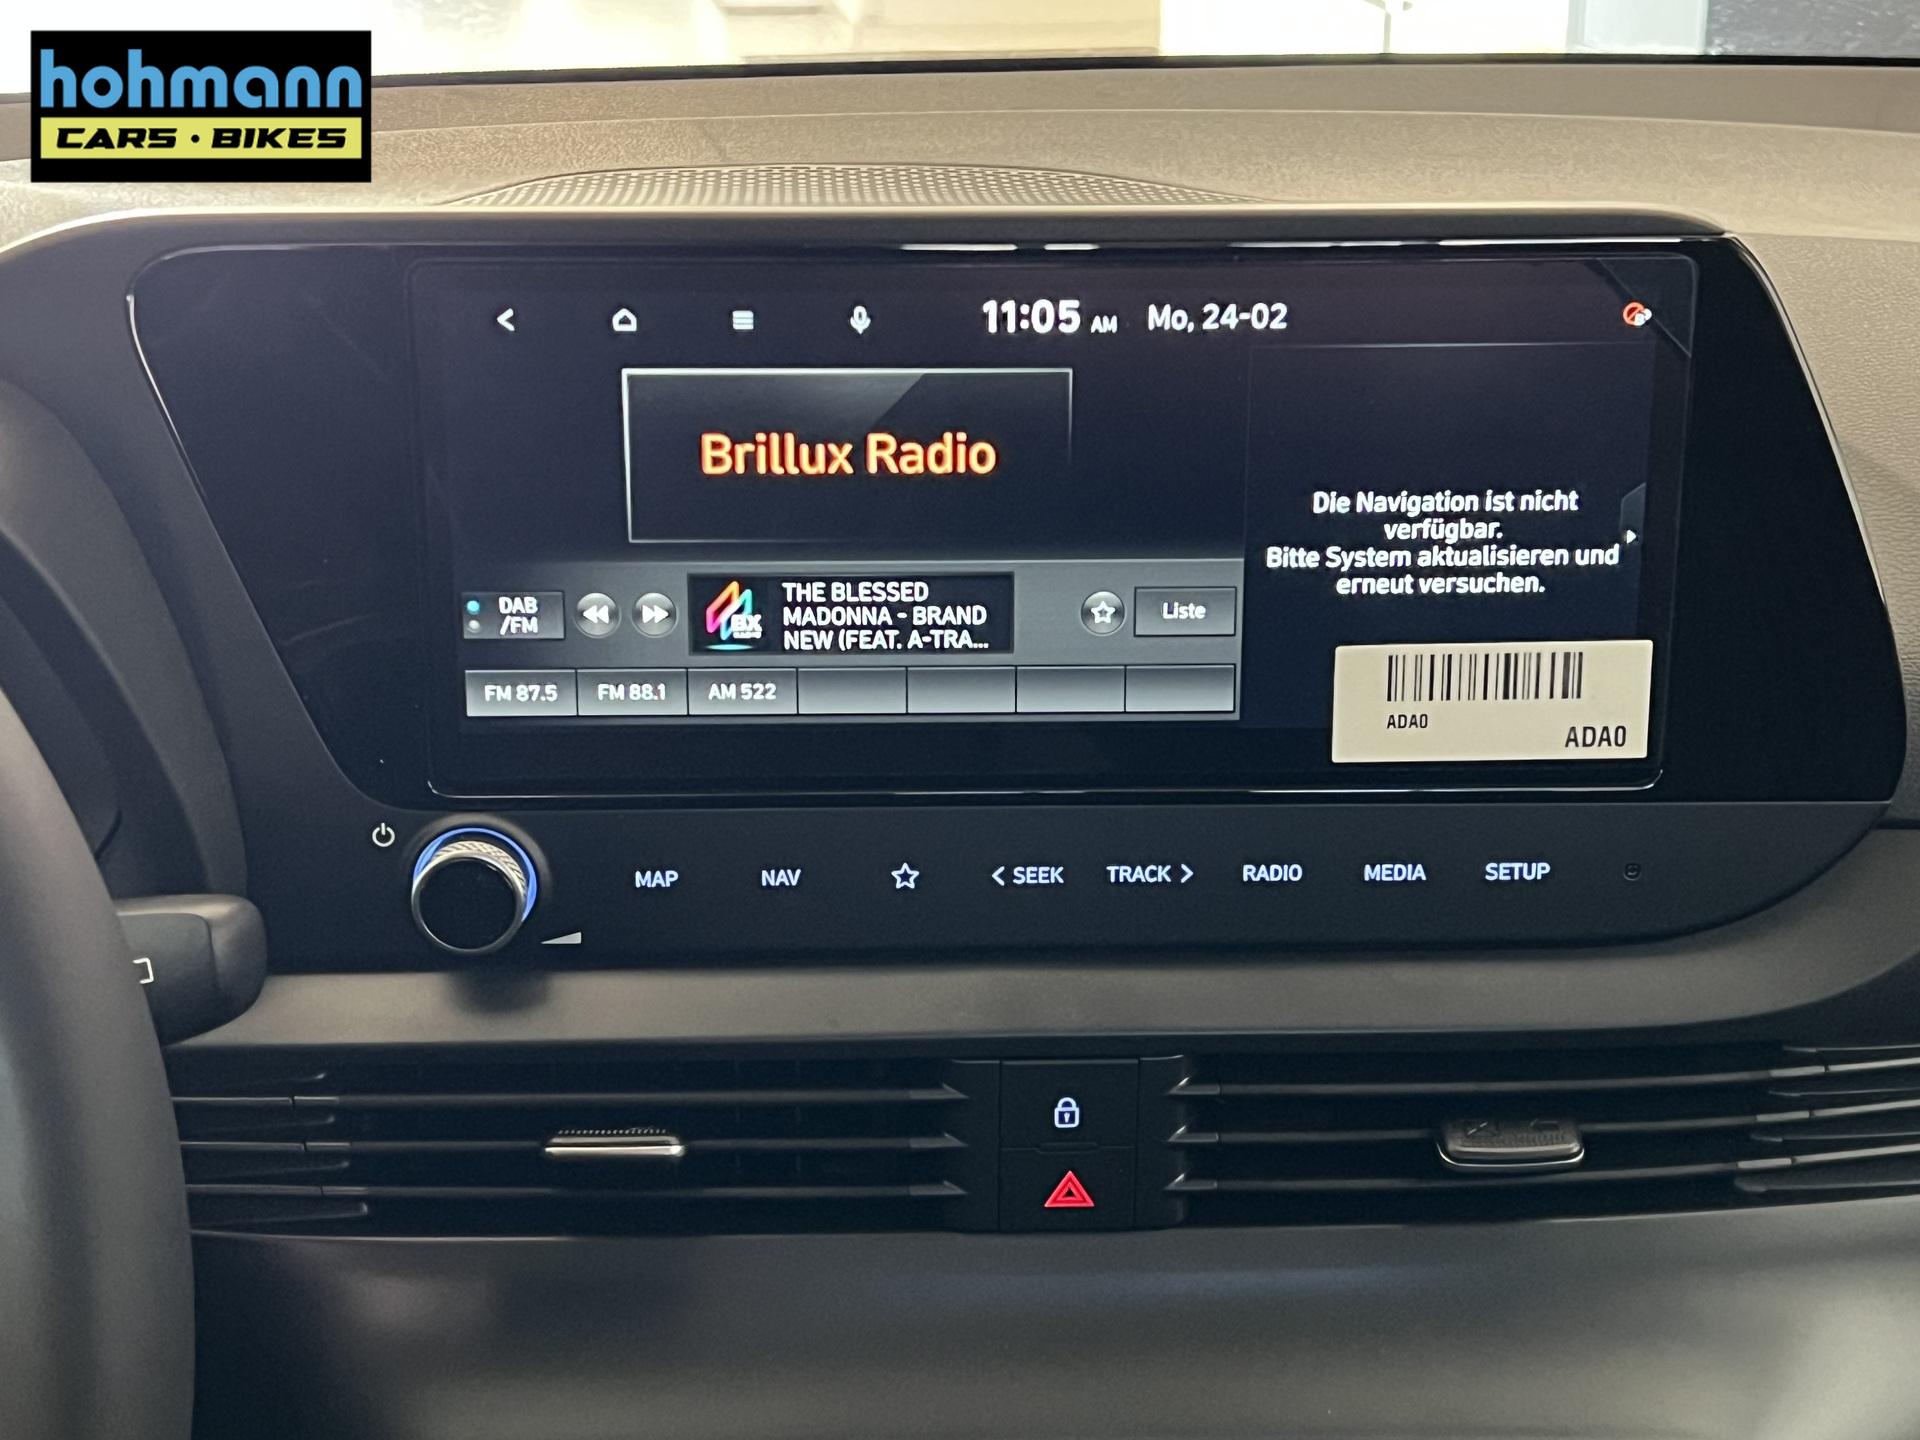 hohmann
CARS • BIKES
11:05 AM Mo, 24-02
Brillux Radio
Die Navigation ist nicht
verfügbar.
Bitte System aktualisieren und
erneut versuchen.
DAB
/FM
BX
RADIO
THE BLESSED
MADONNA - BRAND
NEW (FEAT. A-TRA...
Liste
FM 87.5
FM 88.1
AM 522
ADA0
ADA0
MAP
NAV
< SEEK
TRACK >
RADIO
MEDIA
SETUP